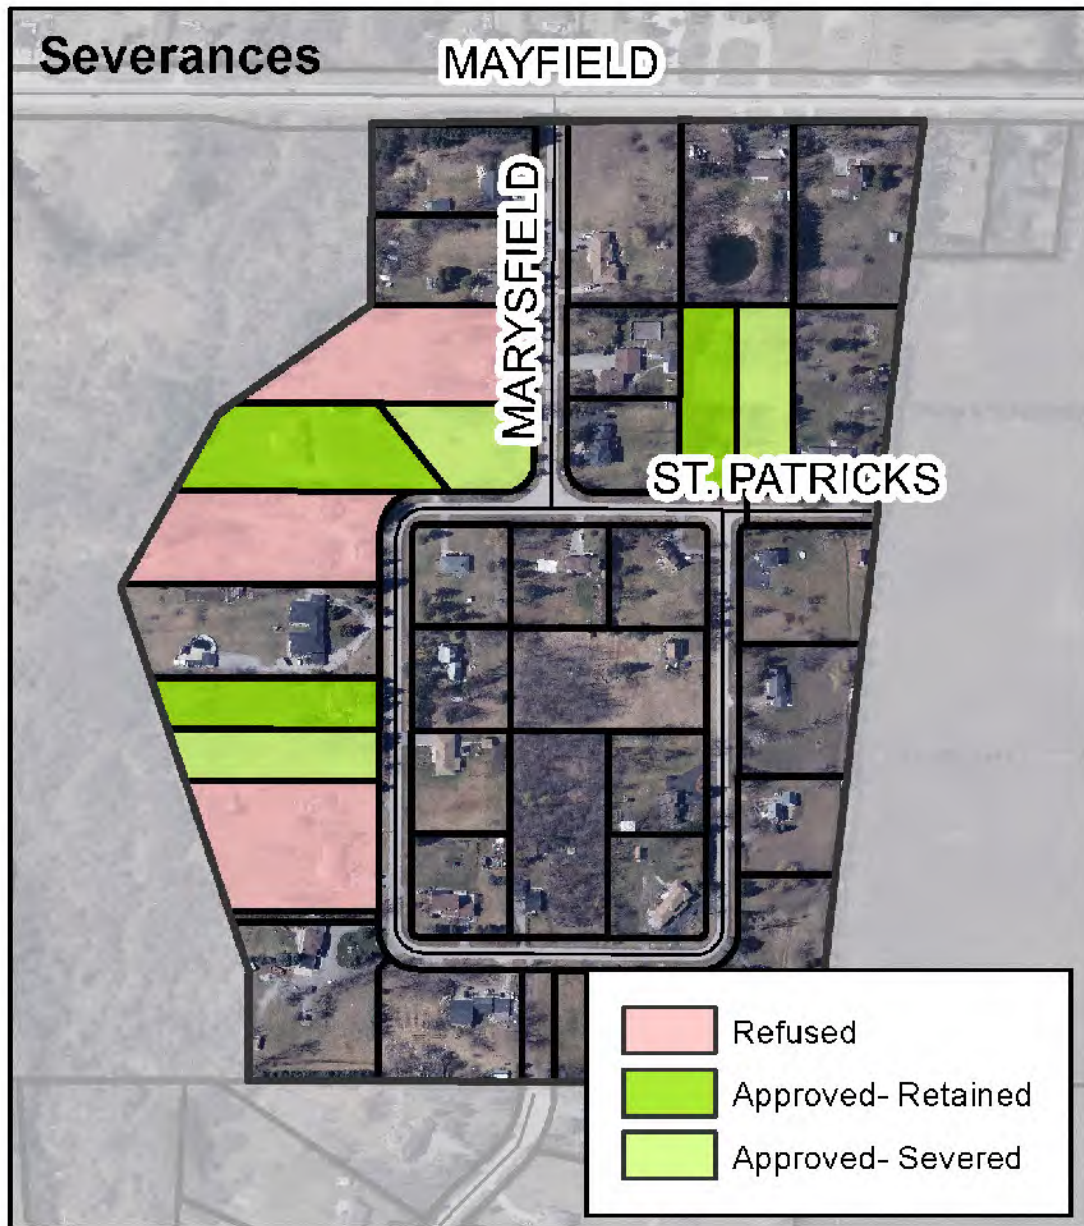 Severances
MAYFIELD
MARYSFIELD
ST. PATRICKS
Refused
Approved- Retained
Approved- Severed